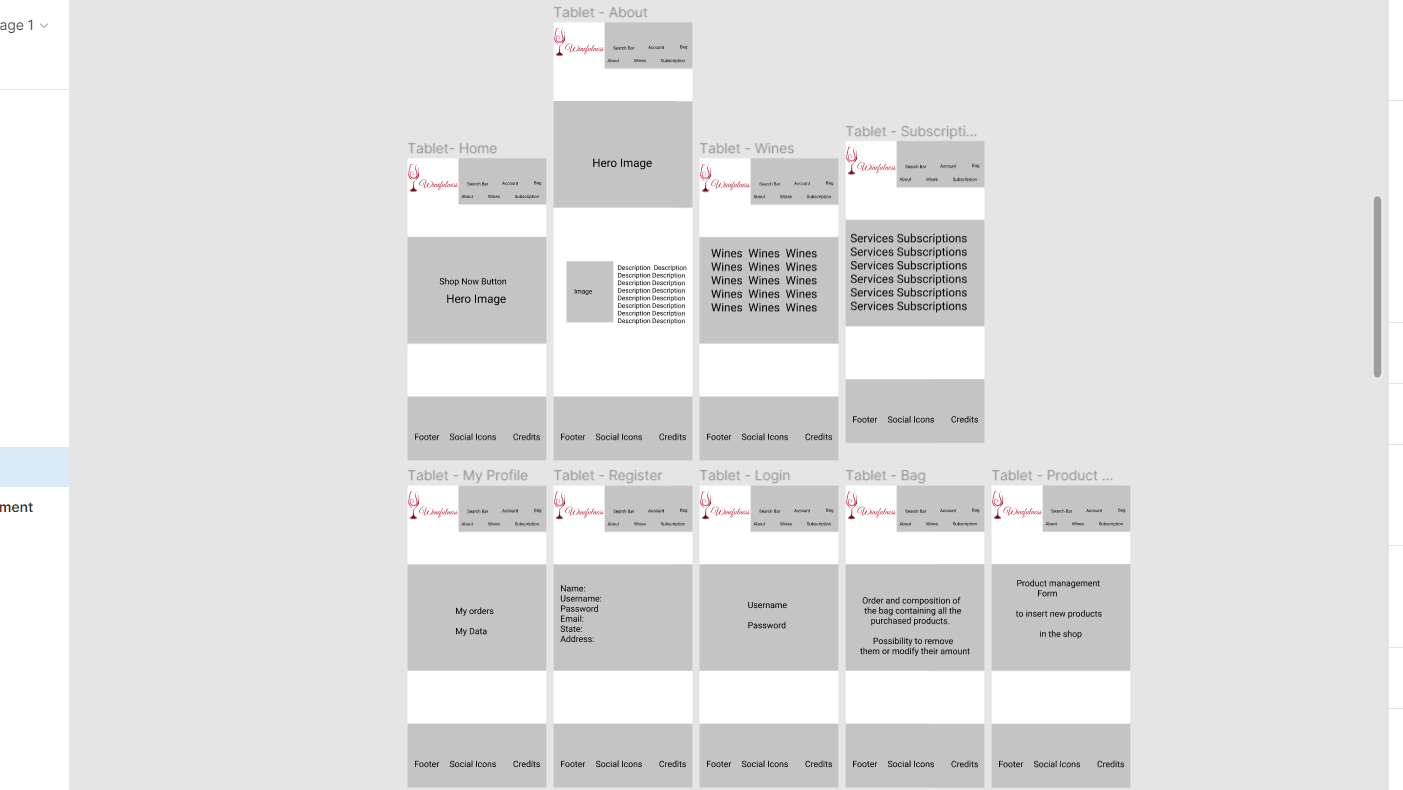 age 1
ment
Tablet - About
Winefulness
Search Bar Account Bag
About Wines Subscription
Hero Image
Image
Description Description
Description Description
Description Description
Description Description
Description Description
Description Description
Description Description
Description Description
Footer Social Icons Credits
Tablet- Home
Winefulness
Search Bar Account Bag
About Wines Subscription
Shop Now Button
Hero Image
Footer Social Icons Credits
Tablet - Wines
Winefulness
Search Bar Account Bag
About Wines Subscription
Wines Wines Wines
Wines Wines Wines
Wines Wines Wines
Wines Wines Wines
Wines Wines Wines
Footer Social Icons Credits
Tablet - Subscripti...
Winefulness
Search Bar Account Bag
About Wines Subscription
Services Subscriptions
Services Subscriptions
Services Subscriptions
Services Subscriptions
Services Subscriptions
Services Subscriptions
Footer Social Icons Credits
Tablet - My Profile
Winefulness
Search Bar Account Bag
About Wines Subscription
My orders
My Data
Footer Social Icons Credits
Tablet - Register
Winefulness
Search Bar Account Bag
About Wines Subscription
Name:
Username:
Password
Email:
State:
Address:
Footer Social Icons Credits
Tablet - Login
Winefulness
Search Bar Account Bag
About Wines Subscription
Username
Password
Footer Social Icons Credits
Tablet - Bag
Winefulness
Search Bar Account Bag
About Wines Subscription
Order and composition of
the bag containing all the
purchased products.
Possibility to remove
them or modify their amount
Footer Social Icons Credits
Tablet - Product ...
Winefulness
Search Bar Account Bag
About Wines Subscription
Product management
Form
to insert new products
in the shop
Footer Social Icons Credits